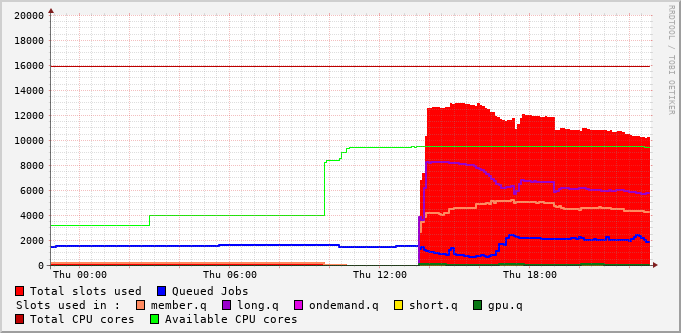 20000
18000
16000
14000
12000
10000
8000
6000
4000
2000
0
Thu 00:00 Thu 06:00 Thu 12:00 Thu 18:00
RRDTOOL / TOBI OETIKER
Total slots used Queued Jobs
Slots used in : member.q long.q ondemand.q short.q gpu.q
Total CPU cores Available CPU cores